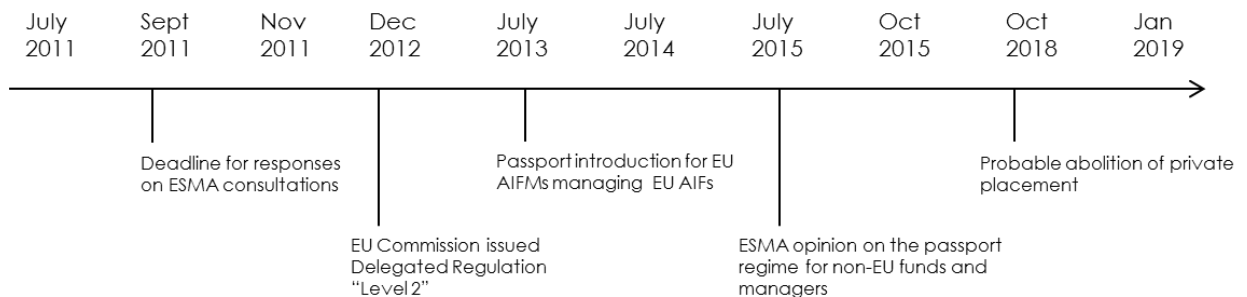 July Sept Nov Dec July July July Oct Oct Jan
2011 2011 2011 2012 2013 2014 2015 2015 2018 2019
Deadline for responses
on ESMA consultations
Passport introduction for EU
AIFMs managing EU AIFs
Probable abolition of private
placement
EU Commission issued
Delegated Regulation
“Level 2”
ESMA opinion on the passport
regime for non-EU funds and
managers